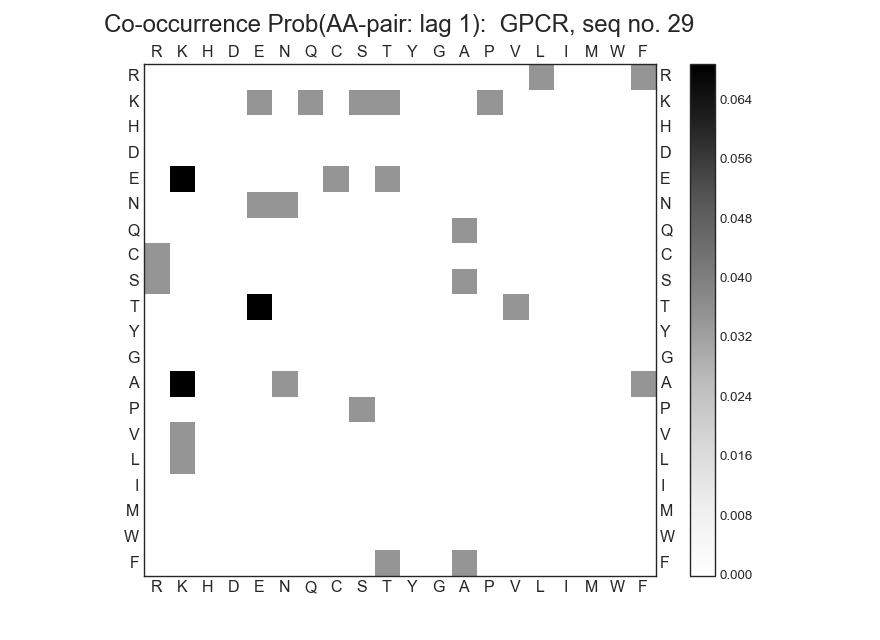 Co-occurrence Prob(AA-pair: lag 1):  GPCR, seq no. 29
R K H D E N Q C S T Y G A P V L I M W F
R R
K K 0.064
H H
D D 0.056
E E
N N 0.048
Q Q
C C 0.040
S S
T T 0.032
Y Y
G G
A A 0.024
P P
V V 0.016
L L
I I
M M 0.008
W W
F F 0.000
R K H D E N Q C S T Y G A P V L I M W F